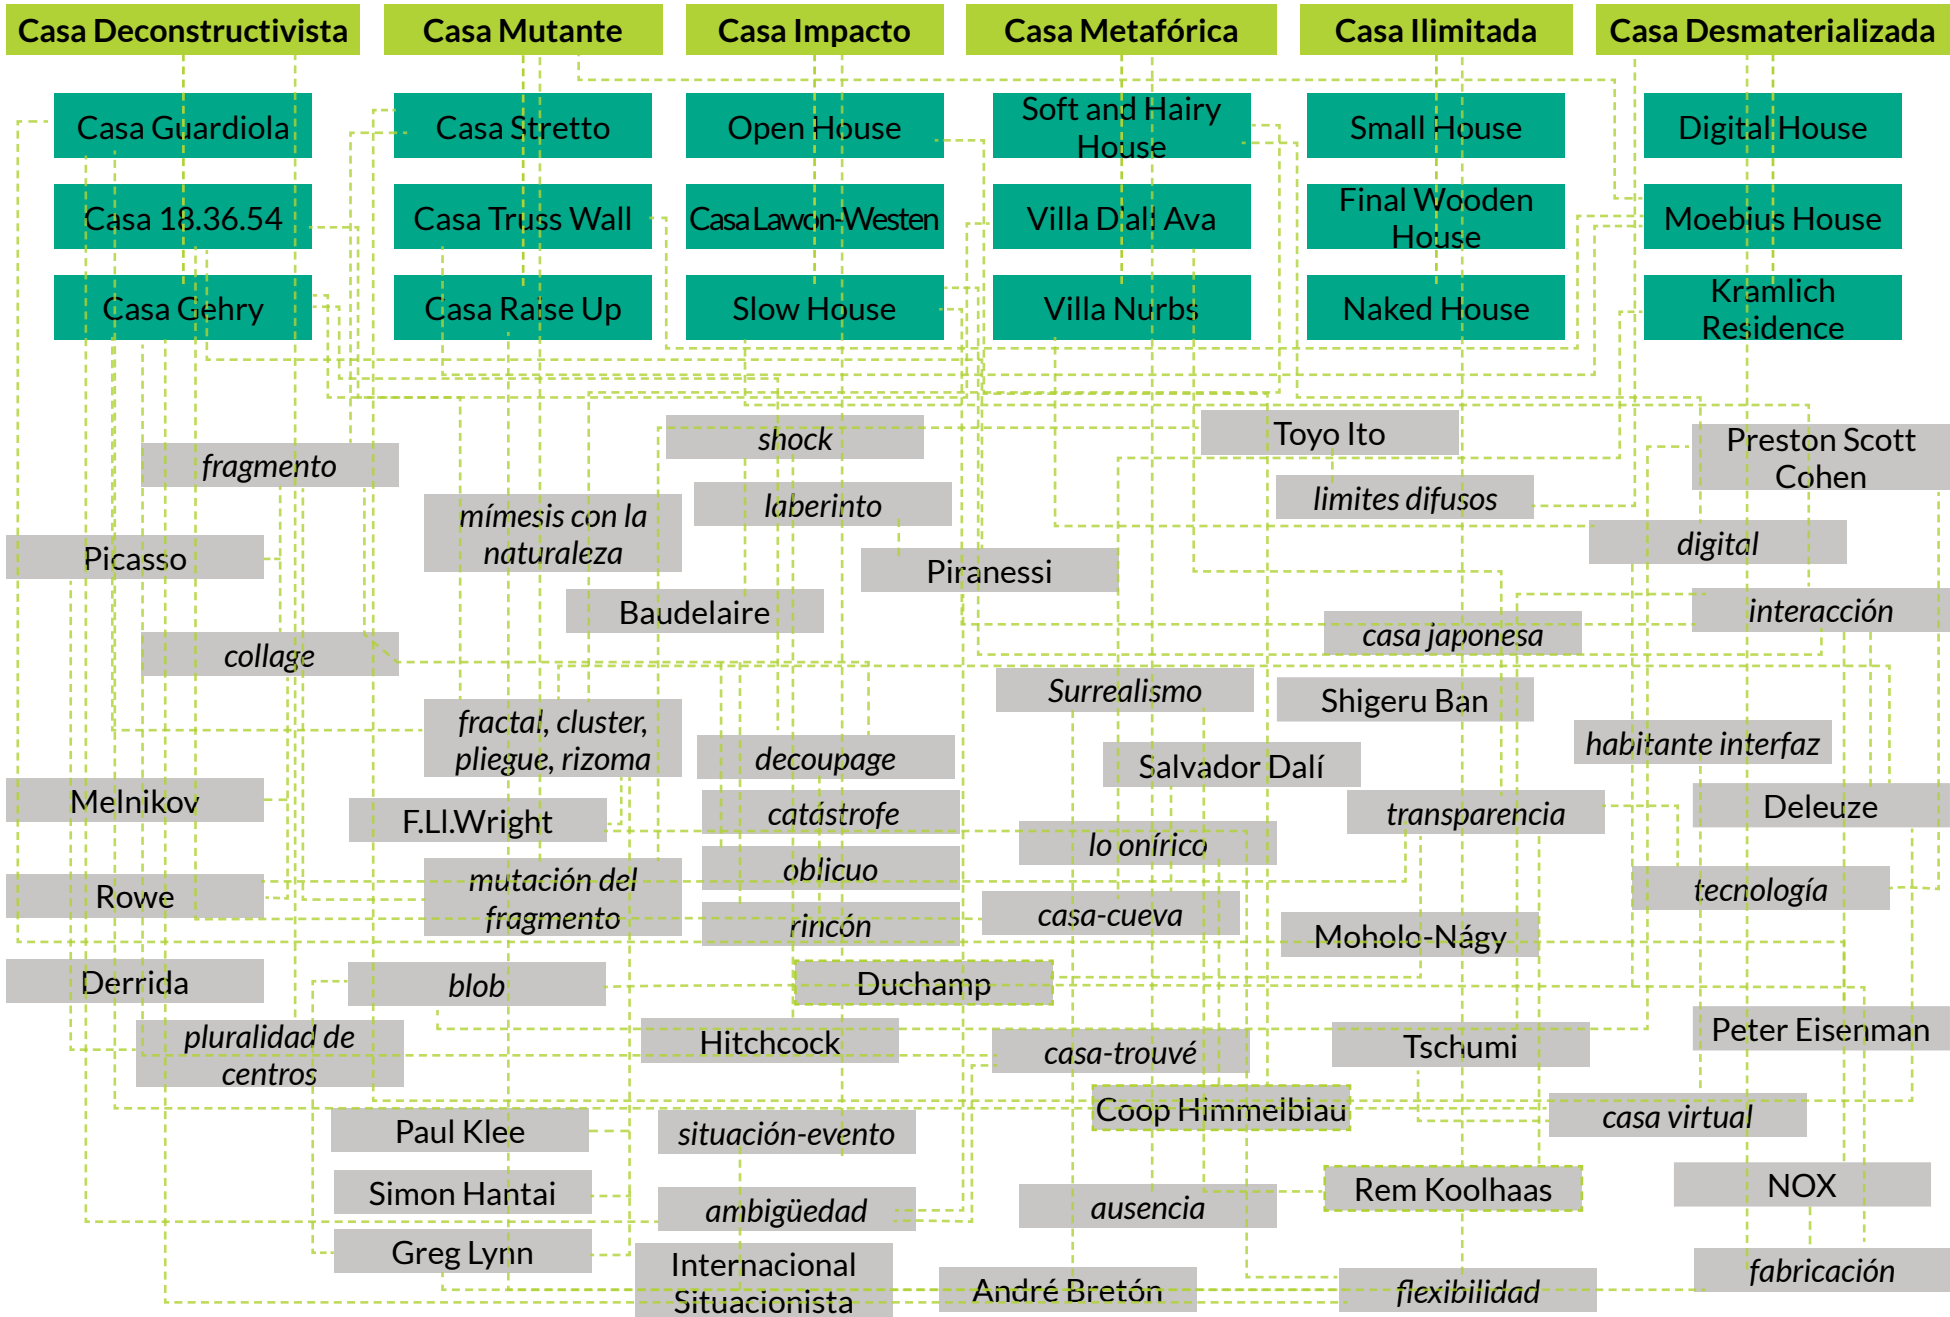 Casa Deconstructivista
Casa Mutante
Casa Impacto
Casa Metafórica
Casa Ilimitada
Casa Desmaterializada
Casa Guardiola
Casa Stretto
Open House
Soft and Hairy
House
Small House
Digital House
Casa 18.36.54
Casa Truss Wall
Casa Lawon-Westen
Villa Dall Ava
Final Wooden
House
Moebius House
Casa Gehry
Casa Raise Up
Slow House
Villa Nurbs
Naked House
Kramlich
Residence
fragmento
shock
Toyo Ito
Preston Scott
Cohen
mímesis con la
naturaleza
laberinto
limites difusos
digital
Picasso
Piranessi
Baudelaire
interacción
casa japonesa
collage
Surrealismo
Shigeru Ban
fractal, cluster,
pliegue, rizoma
decoupage
habitante interfaz
Salvador Dalí
Melnikov
F.Ll.Wright
catástrofe
transparencia
Deleuze
lo onírico
oblicuo
Rowe
mutación del
fragmento
tecnología
casa-cueva
rincón
Moholo-Nágy
Derrida
blob
Duchamp
pluralidad de
centros
Hitchcock
casa-trouvé
Tschumi
Peter Eisenman
Paul Klee
situación-evento
Coop Himmelblau
casa virtual
Simon Hantai
ambigüedad
ausencia
Rem Koolhaas
NOX
Greg Lynn
Internacional
Situacionista
André Bretón
flexibilidad
fabricación